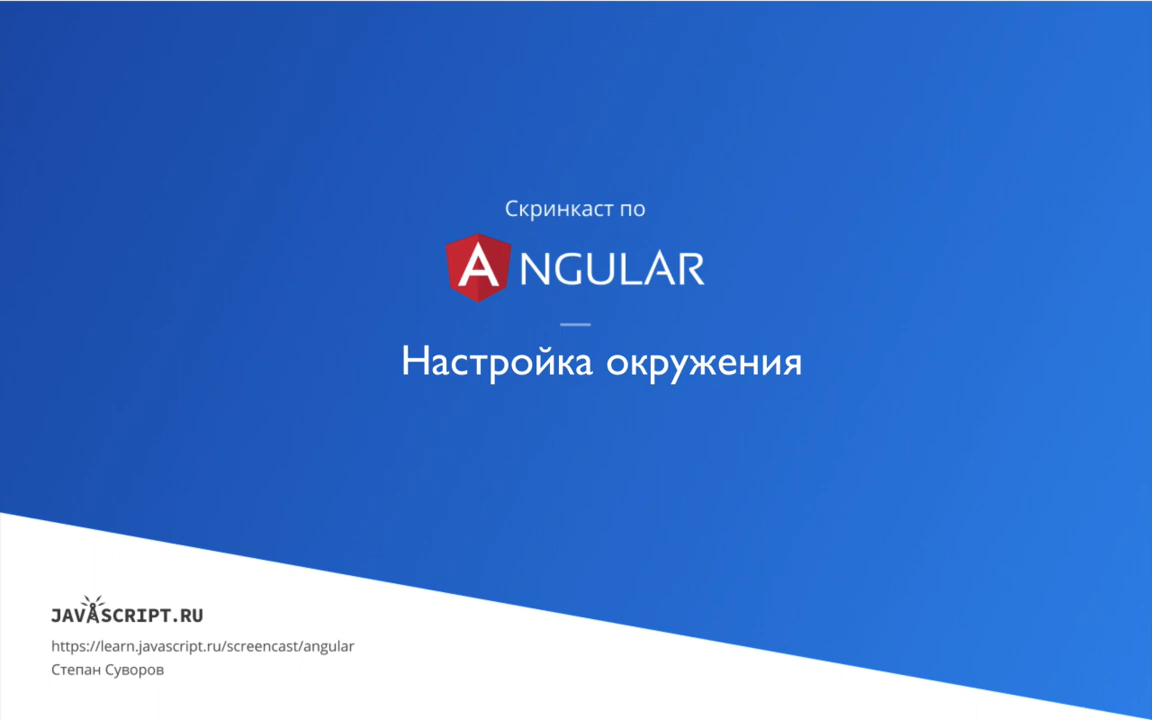 Скринкаст по
ANGULAR
Настройка окружения
JAVASCRIPT.RU
https://learn.javascript.ru/screencast/angular
Степан Суворов